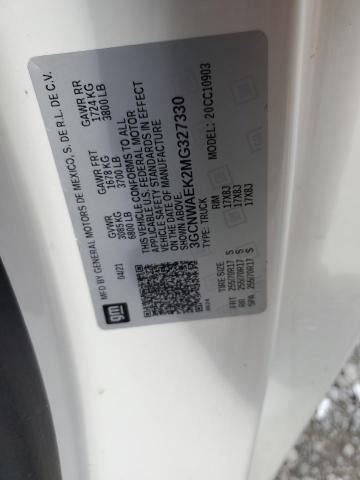 MFD BY GENERAL MOTORS DE MEXICO, S. DE R.L. DE C.V.
04/21
GVWR
3085 KG
6800 LB
GAWR FRT
1678 KG
3700 LB
GAWR RR
1724 KG
3800 LB
THIS VEHICLE CONFORMS TO ALL
APPLICABLE U.S. FEDERAL MOTOR
VEHICLE SAFETY STANDARDS IN EFFECT
ON THE DATE OF MANUFACTURE
SHOWN ABOVE.
3GCNWAEK2MG327330
TYPE: TRUCK
MODEL: 20CC10903
gm
TIRE SIZE
RIM
FRT 255/70R17 S 17X8J
RR 255/70R17 S 17X8J
SPA 255/70R17 S 17X8J